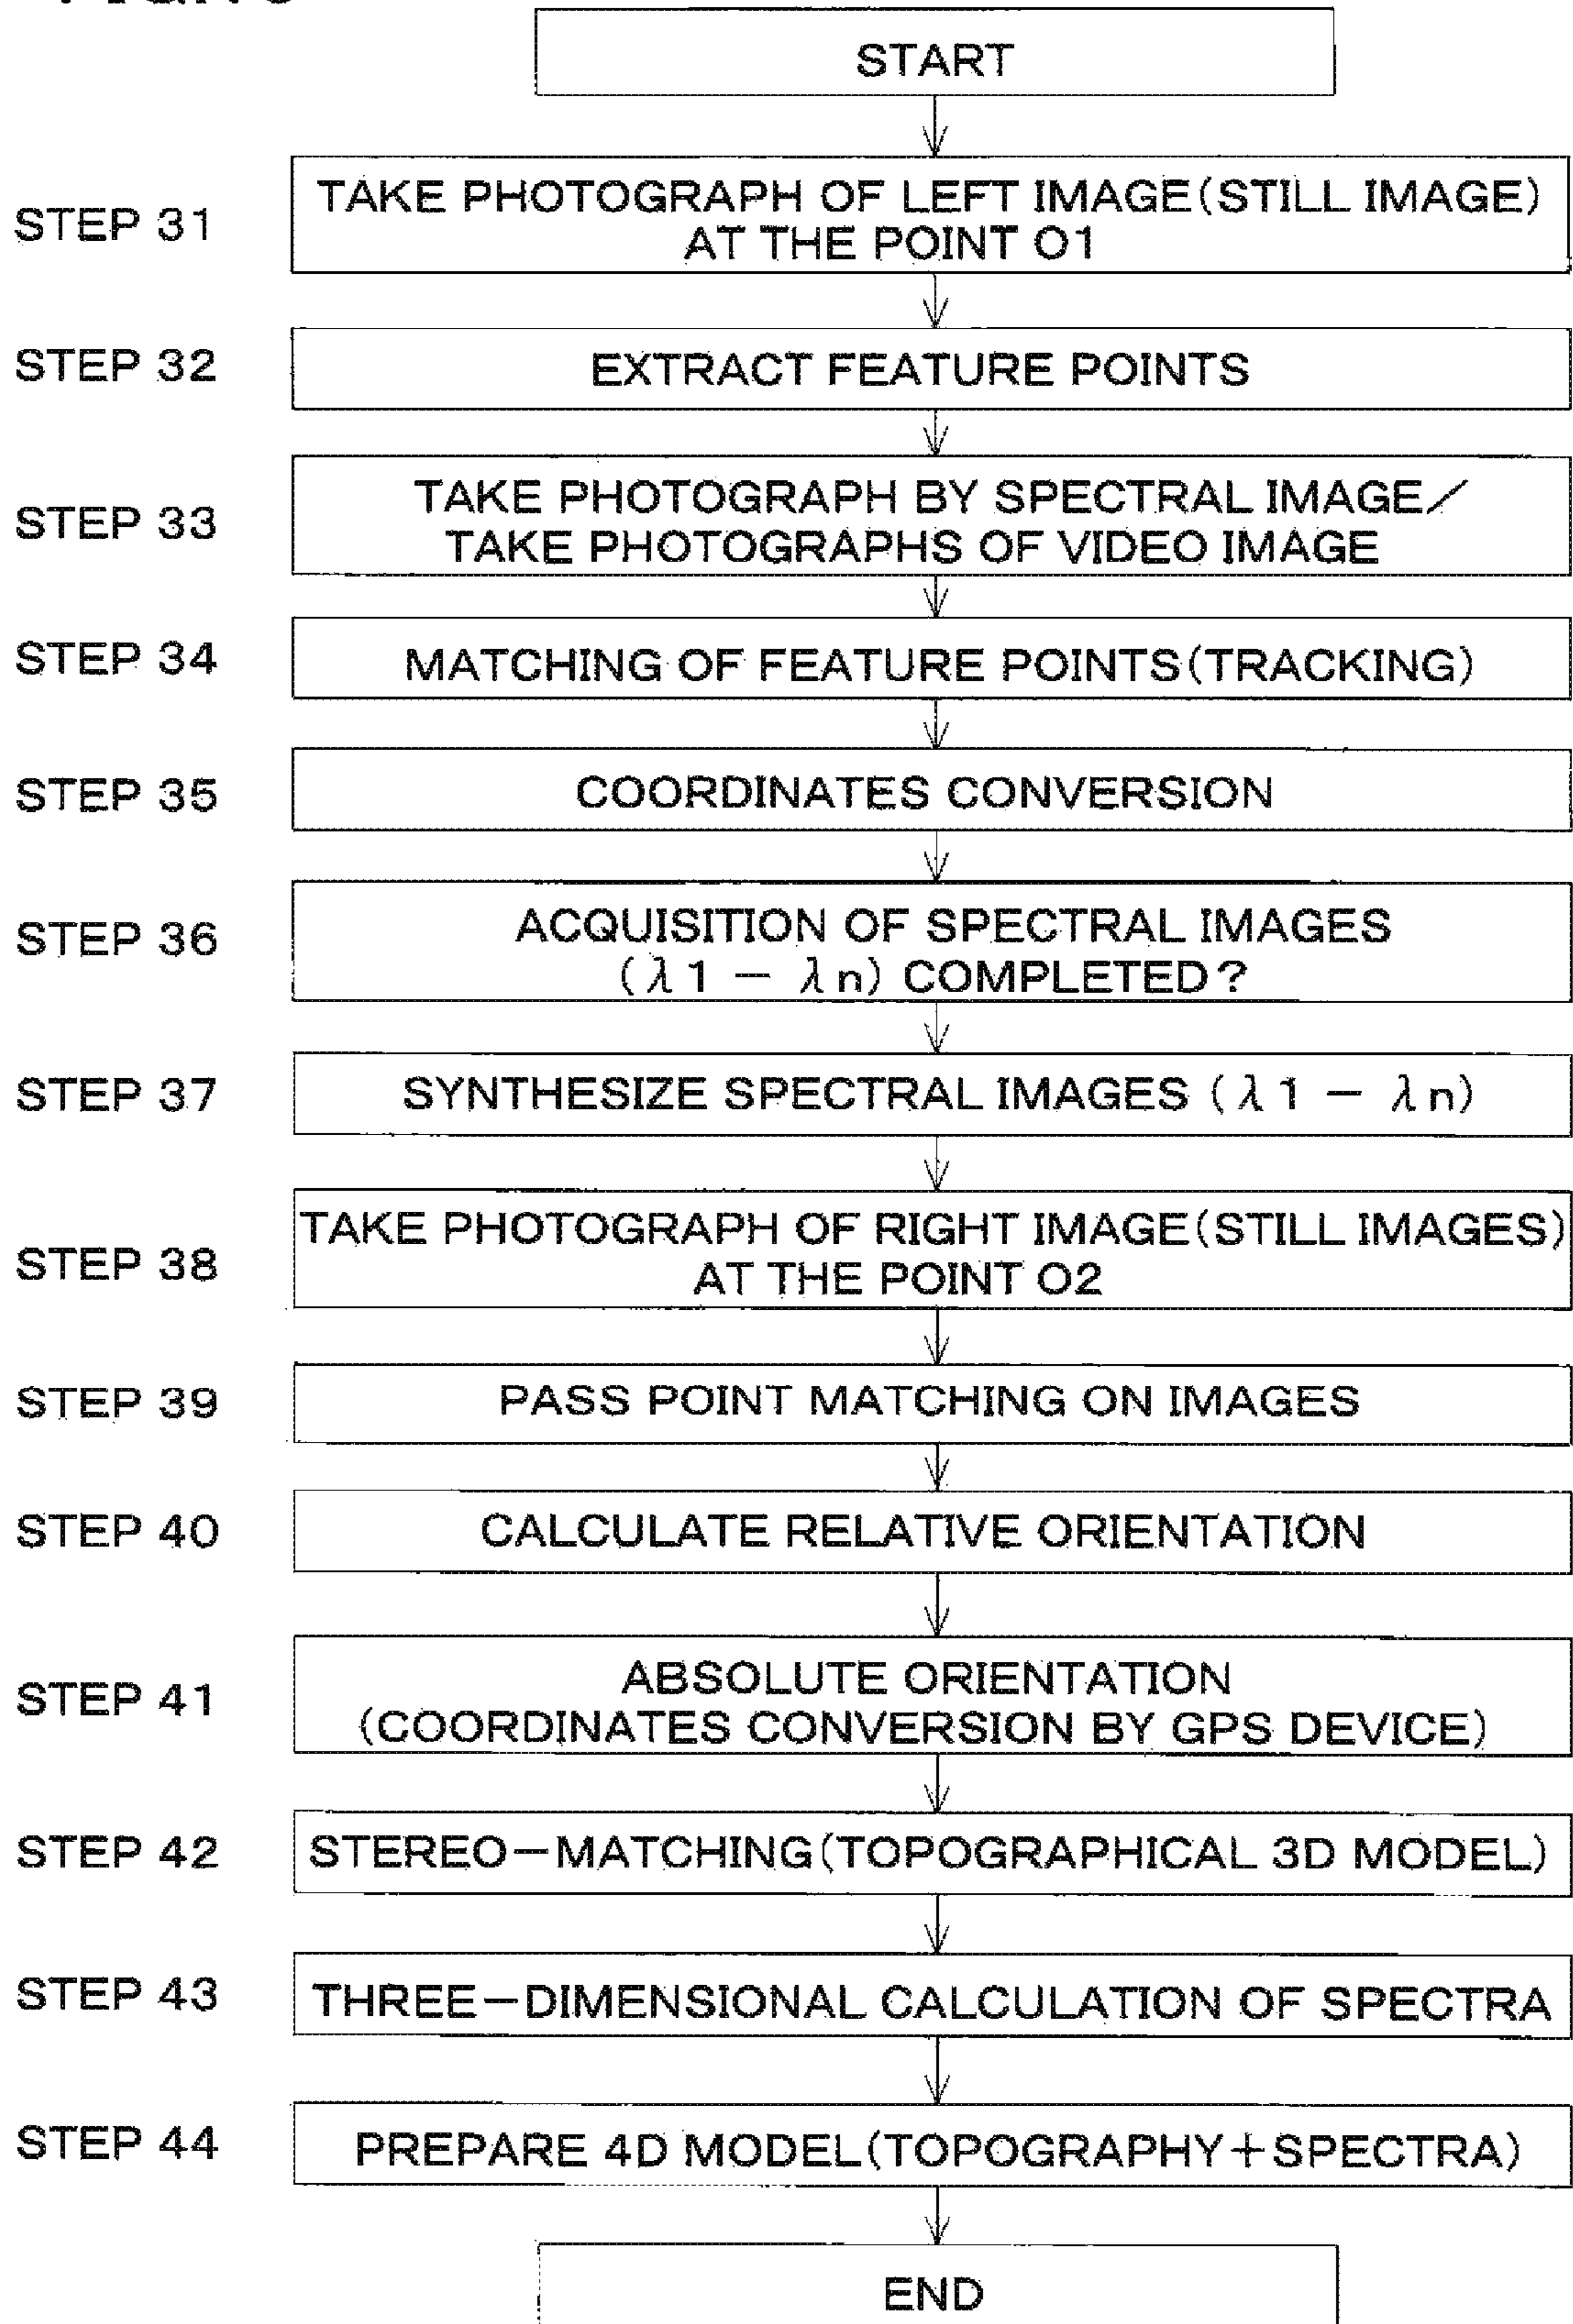 START
STEP 31
TAKE PHOTOGRAPH OF LEFT IMAGE(STILL IMAGE)
AT THE POINT O1
STEP 32
EXTRACT FEATURE POINTS
STEP 33
TAKE PHOTOGRAPH BY SPECTRAL IMAGE/
TAKE PHOTOGRAPHS OF VIDEO IMAGE
STEP 34
MATCHING OF FEATURE POINTS(TRACKING)
STEP 35
COORDINATES CONVERSION
STEP 36
ACQUISITION OF SPECTRAL IMAGES
(λ1 − λn) COMPLETED?
STEP 37
SYNTHESIZE SPECTRAL IMAGES (λ1 − λn)
STEP 38
TAKE PHOTOGRAPH OF RIGHT IMAGE(STILL IMAGES)
AT THE POINT O2
STEP 39
PASS POINT MATCHING ON IMAGES
STEP 40
CALCULATE RELATIVE ORIENTATION
STEP 41
ABSOLUTE ORIENTATION
(COORDINATES CONVERSION BY GPS DEVICE)
STEP 42
STEREO−MATCHING(TOPOGRAPHICAL 3D MODEL)
STEP 43
THREE−DIMENSIONAL CALCULATION OF SPECTRA
STEP 44
PREPARE 4D MODEL(TOPOGRAPHY+SPECTRA)
END